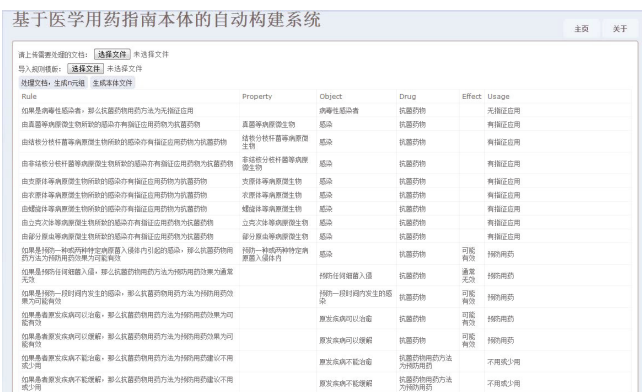 基于医学用药指南本体的自动构建系统
主页 关于
请上传需要处理的文档: 选择文件 未选择文件
导入规则模板: 选择文件 未选择文件
处理文档，生成n元组 生成本体文件
Rule Property Object Drug Effect Usage
如果是病毒性感染者，那么抗菌药物用药方法为无指征应用 病毒性感染者 抗菌药物 无指征应用
由真菌等病原微生物所致的感染亦有指征应用药物为抗菌药物 真菌等病原微生物 感染 抗菌药物 有指征应用
由结核分枝杆菌等病原微生物所致的感染亦有指征应用药物为抗菌药物 结核分枝杆菌等病原微生物 感染 抗菌药物 有指征应用
由非结核分枝杆菌等病原微生物所致的感染亦有指征应用药物为抗菌药物 非结核分枝杆菌等病原微生物 感染 抗菌药物 有指征应用
由支原体等病原微生物所致的感染亦有指征应用药物为抗菌药物 支原体等病原微生物 感染 抗菌药物 有指征应用
由衣原体等病原微生物所致的感染亦有指征应用药物为抗菌药物 衣原体等病原微生物 感染 抗菌药物 有指征应用
由螺旋体等病原微生物所致的感染亦有指征应用药物为抗菌药物 螺旋体等病原微生物 感染 抗菌药物 有指征应用
由立克次体等病原微生物所致的感染亦有指征应用药物为抗菌药物 立克次体等病原微生物 感染 抗菌药物 有指征应用
由部分原虫等病原微生物所致的感染亦有指征应用药物为抗菌药物 部分原虫等病原微生物 感染 抗菌药物 有指征应用
如果是预防一种或两种特定病原菌入侵体内引起的感染，那么抗菌药物用药方法为预防用药效果为可能有效 预防一种或两种特定病原菌入侵体内 感染 抗菌药物 可能有效 预防用药
如果是预防任何细菌入侵，那么抗菌药物用药方法为预防用药效果为通常无效 预防任何细菌入侵 抗菌药物 通常无效 预防用药
如果是预防一段时间内发生的感染，那么抗菌药物用药方法为预防用药效果为可能有效 预防一段时间内发生的感染 抗菌药物 可能有效 预防用药
如果患者原发疾病可以治愈，那么抗菌药物用药方法为预防用药效果为可能有效 原发疾病可以治愈 抗菌药物 可能有效 预防用药
如果患者原发疾病可以缓解，那么抗菌药物用药方法为预防用药效果为可能有效 原发疾病可以缓解 抗菌药物 可能有效 预防用药
如果患者原发疾病不能治愈，那么抗菌药物用药方法为预防用药建议不用或少用 原发疾病不能治愈 抗菌药物用药方法为预防用药 不用或少用
如果患者原发疾病不能缓解，那么抗菌药物用药方法为预防用药建议不用或少用 原发疾病不能缓解 抗菌药物用药方法为预防用药 不用或少用